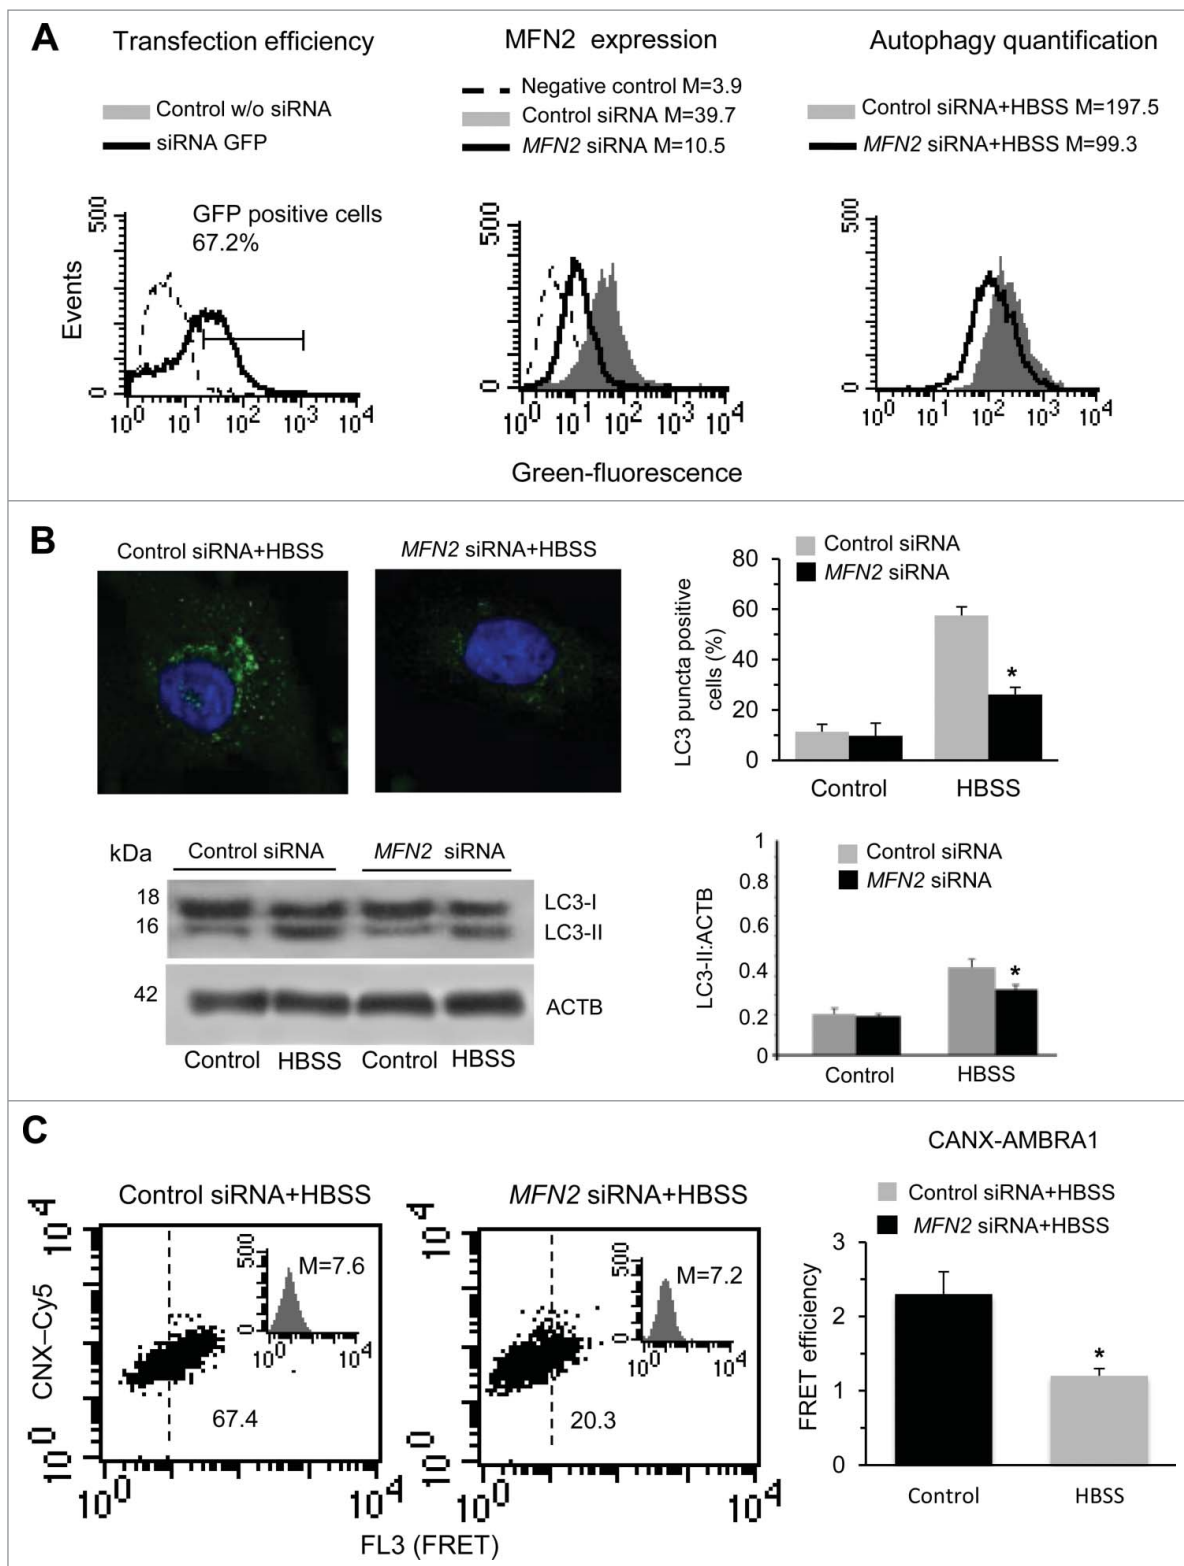 A
Transfection efficiency
Control w/o siRNA
siRNA GFP
GFP positive cells
67.2%
500
0
Events
10^0 10^1 10^2 10^3 10^4
MFN2 expression
Negative control M=3.9
Control siRNA M=39.7
MFN2 siRNA M=10.5
500
0
10^0 10^1 10^2 10^3 10^4
Green-fluorescence
Autophagy quantification
Control siRNA+HBSS M=197.5
MFN2 siRNA+HBSS M=99.3
500
0
10^0 10^1 10^2 10^3 10^4
B
Control siRNA+HBSS
MFN2 siRNA+HBSS
Control siRNA
MFN2 siRNA
LC3 puncta positive
cells (%)
80
60
40
20
0
*
Control HBSS
kDa
Control siRNA MFN2 siRNA
18
16
42
LC3-I
LC3-II
ACTB
Control HBSS Control HBSS
Control siRNA
MFN2 siRNA
LC3-II:ACTB
1
0.8
0.6
0.4
0.2
0
*
Control HBSS
C
Control siRNA+HBSS
CNX–Cy5
10^4
10^0
500
0
M=7.6
10^0 10^4
67.4
10^0 10^4
MFN2 siRNA+HBSS
10^4
10^0
500
0
M=7.2
10^0 10^4
20.3
10^0 10^4
FL3 (FRET)
CANX-AMBRA1
Control siRNA+HBSS
MFN2 siRNA+HBSS
FRET efficiency
3
2
1
0
*
Control HBSS